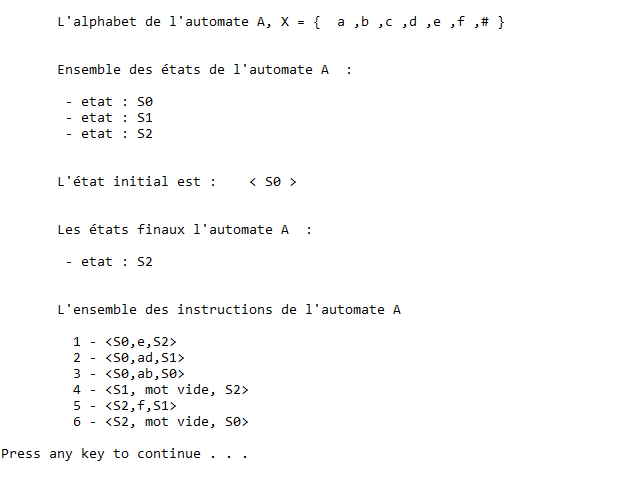 L'alphabet de l'automate A, X = {  a ,b ,c ,d ,e ,f ,# }
Ensemble des états de l'automate A  :
- etat : S0
- etat : S1
- etat : S2
L'état initial est :    < S0 >
Les états finaux l'automate A  :
- etat : S2
L'ensemble des instructions de l'automate A
1 - <S0,e,S2>
2 - <S0,ad,S1>
3 - <S0,ab,S0>
4 - <S1, mot vide, S2>
5 - <S2,f,S1>
6 - <S2, mot vide, S0>
Press any key to continue . . .